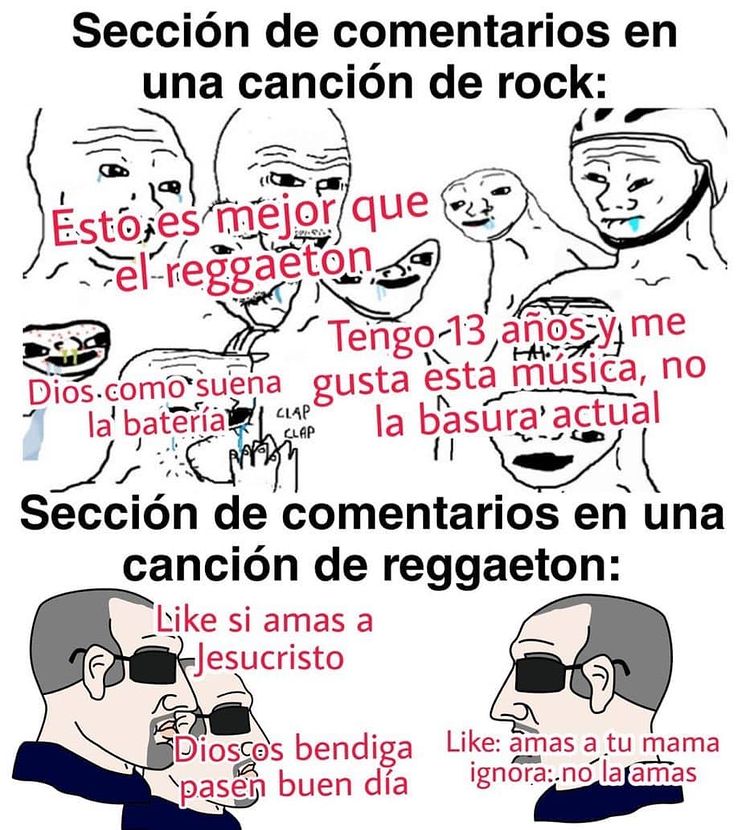 Sección de comentarios en
una canción de rock:
Esto es mejor que
el reggaeton
Tengo 13 años y me
gusta esta música, no
la basura actual
Dios como suena
la batería
CLAP
CLAP
Sección de comentarios en una
canción de reggaeton:
Like si amas a
Jesucristo
Dios os bendiga
pasen buen día
Like: amas a tu mama
ignora: no la amas